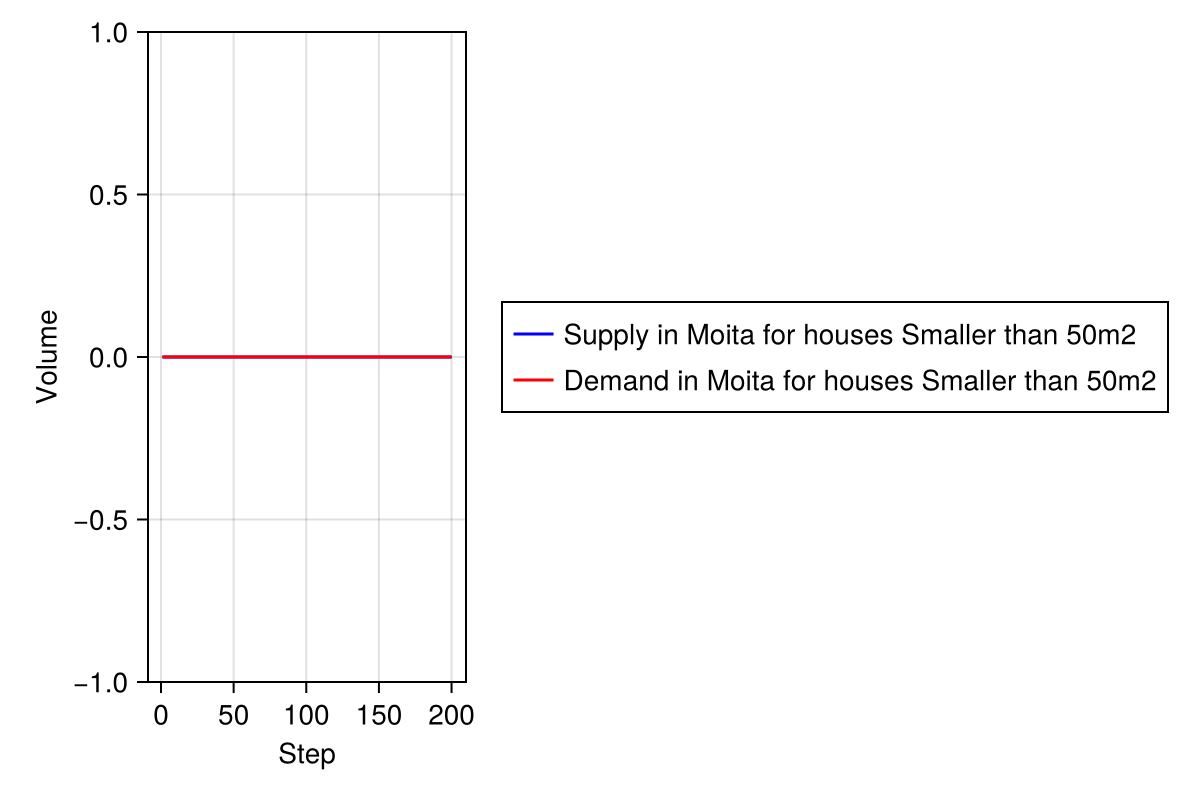 1.0
0.5
0.0
−0.5
−1.0
Volume
0 50 100 150 200
Step
Supply in Moita for houses Smaller than 50m2
Demand in Moita for houses Smaller than 50m2